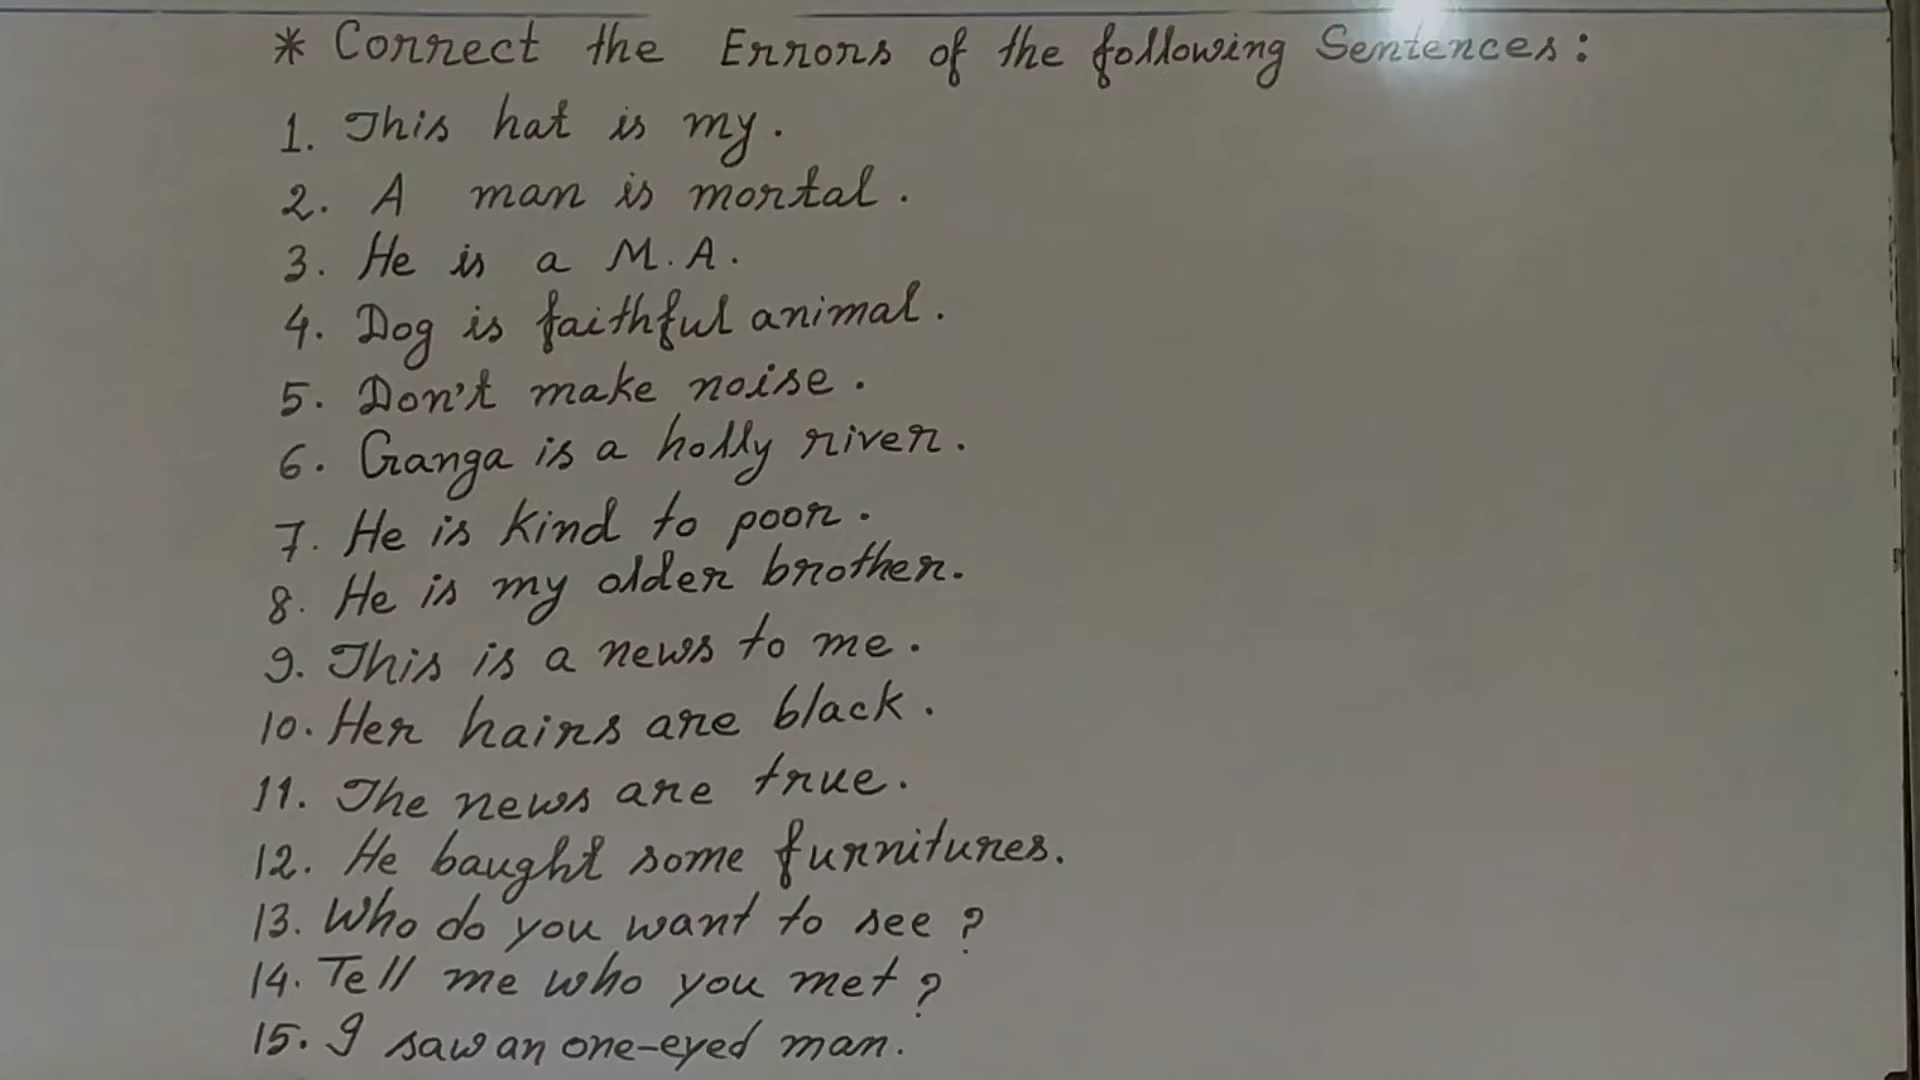 * Correct the Errors of the following Sentences:
1. This hat is my.
2. A man is mortal.
3. He is a M.A.
4. Dog is faithful animal.
5. Don't make noise.
6. Ganga is a holly river.
7. He is kind to poor.
8. He is my older brother.
9. This is a news to me.
10. Her hairs are black.
11. The news are true.
12. He baught some furnitures.
13. Who do you want to see?
14. Tell me who you met?
15. I saw an one-eyed man.